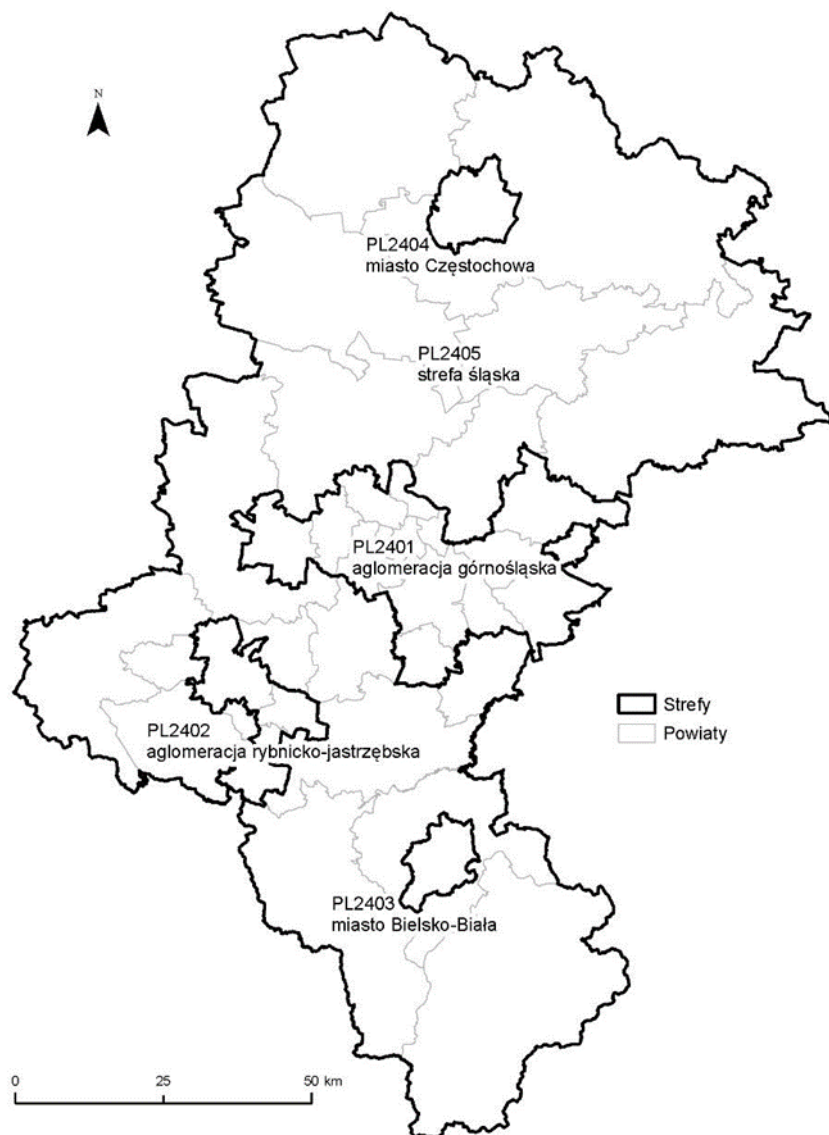 N
PL2404
miasto Częstochowa
PL2405
strefa śląska
PL2401
aglomeracja górnośląska
Strefy
Powiaty
PL2402
aglomeracja rybnicko-jastrzębska
PL2403
miasto Bielsko-Biała
0 25 50 km